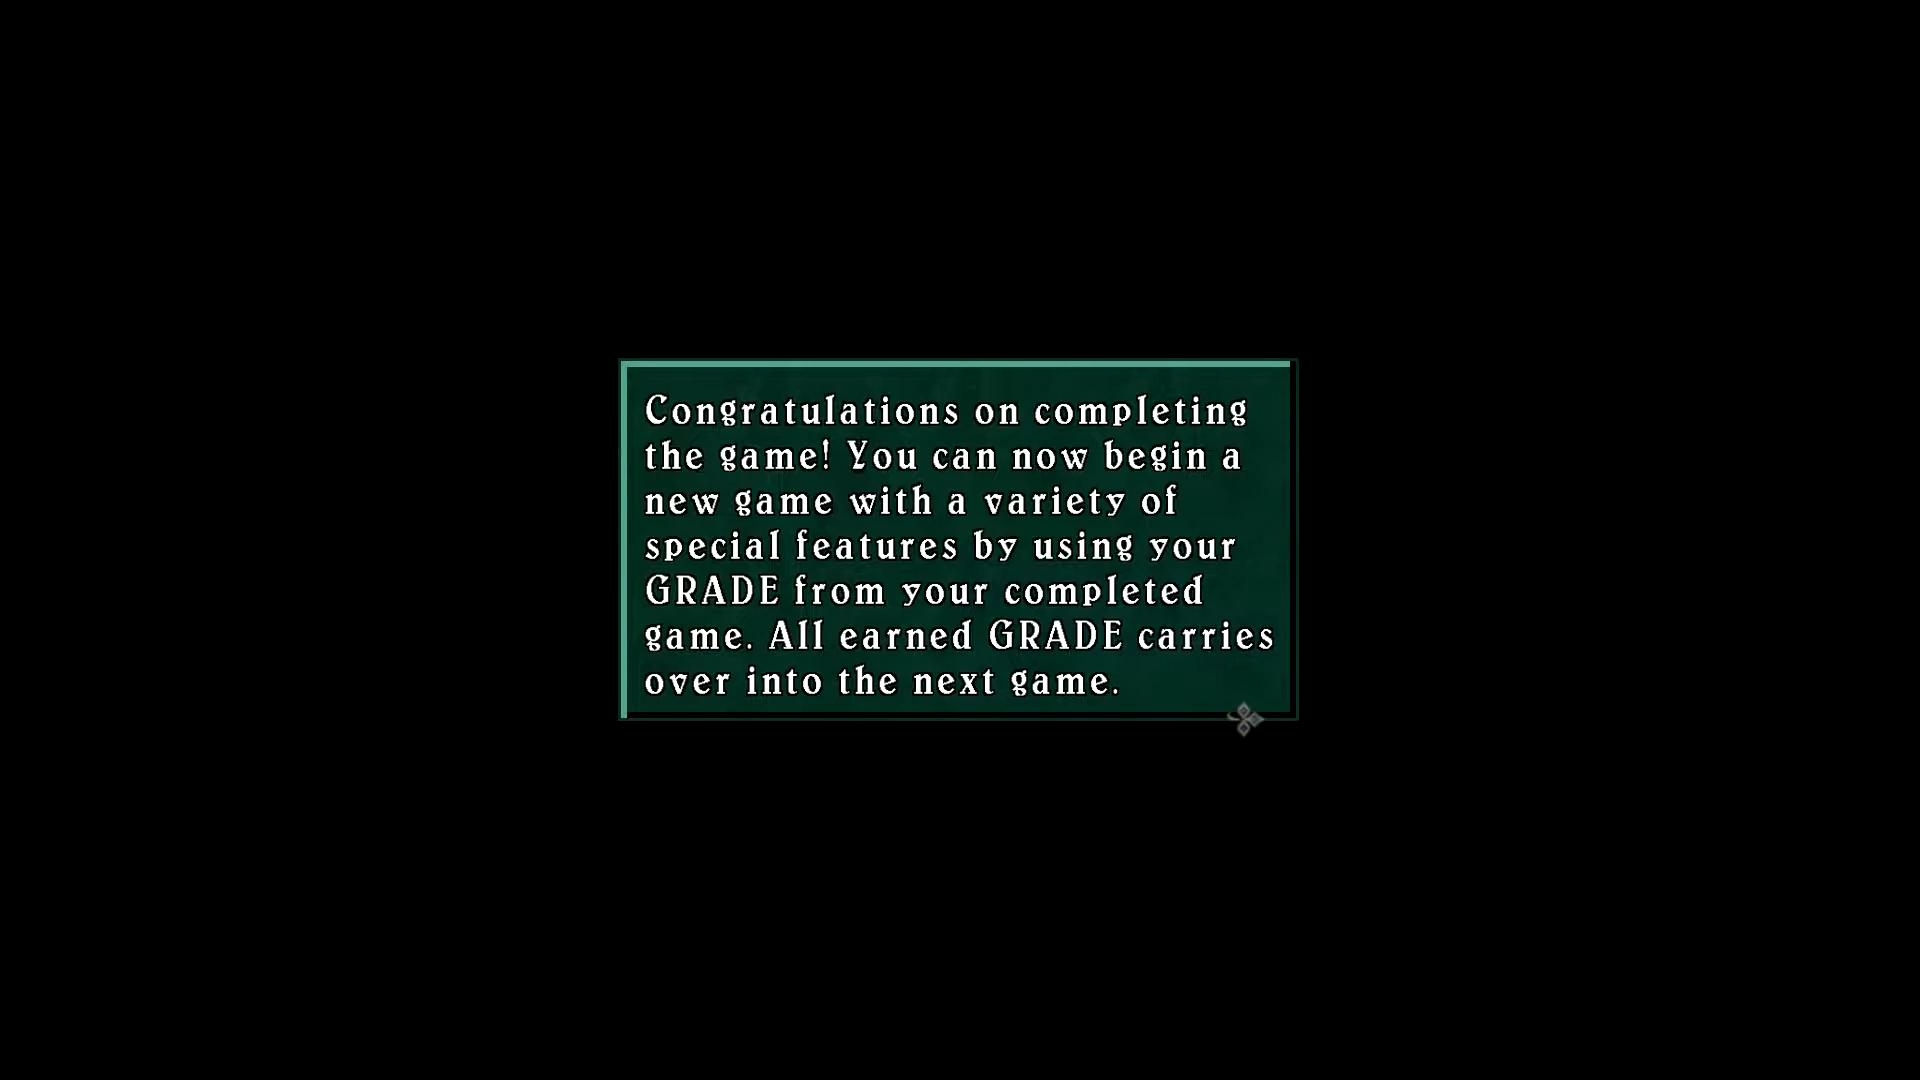 Congratulations on completing
the game! You can now begin a
new game with a variety of
special features by using your
GRADE from your completed
game. All earned GRADE carries
over into the next game.